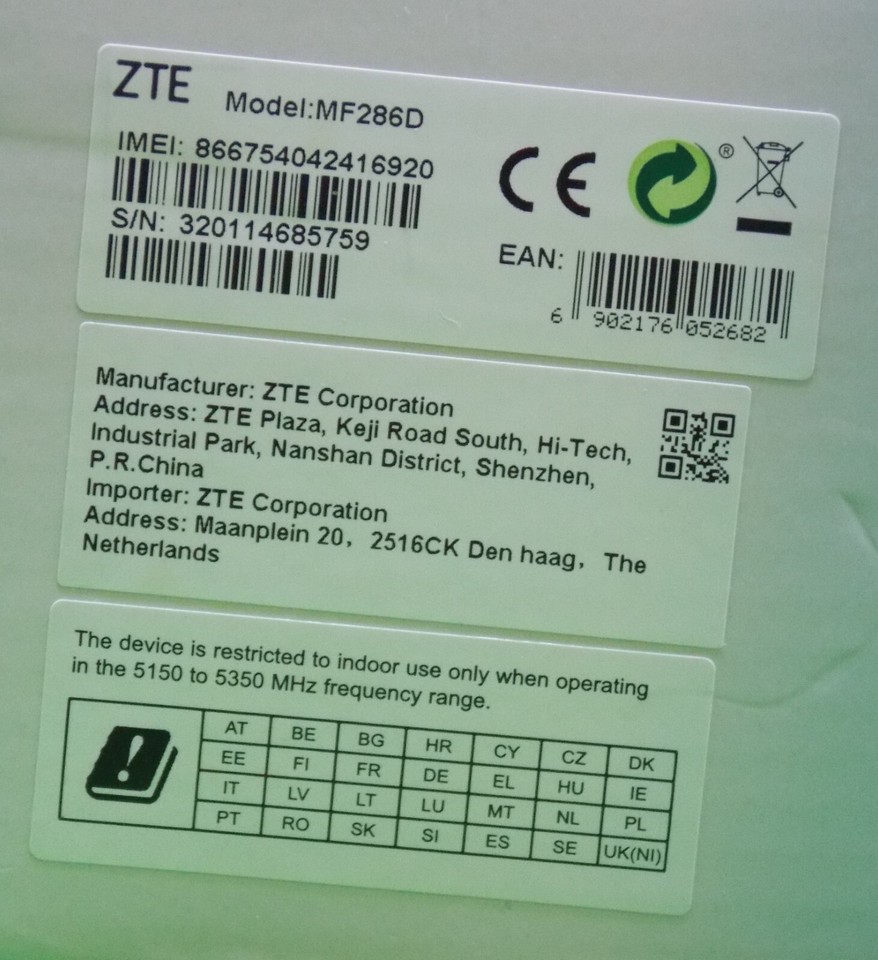 ZTE Model:MF286D
IMEI: 866754042416920
S/N: 320114685759
CE
®
EAN:
6 902176 052682
Manufacturer: ZTE Corporation
Address: ZTE Plaza, Keji Road South, Hi-Tech,
Industrial Park, Nanshan District, Shenzhen,
P.R.China
Importer: ZTE Corporation
Address: Maanplein 20, 2516CK Den haag, The
Netherlands
The device is restricted to indoor use only when operating
in the 5150 to 5350 MHz frequency range.
AT BE BG HR CY CZ DK
EE FI FR DE EL HU IE
IT LV LT LU MT NL PL
PT RO SK SI ES SE UK(NI)